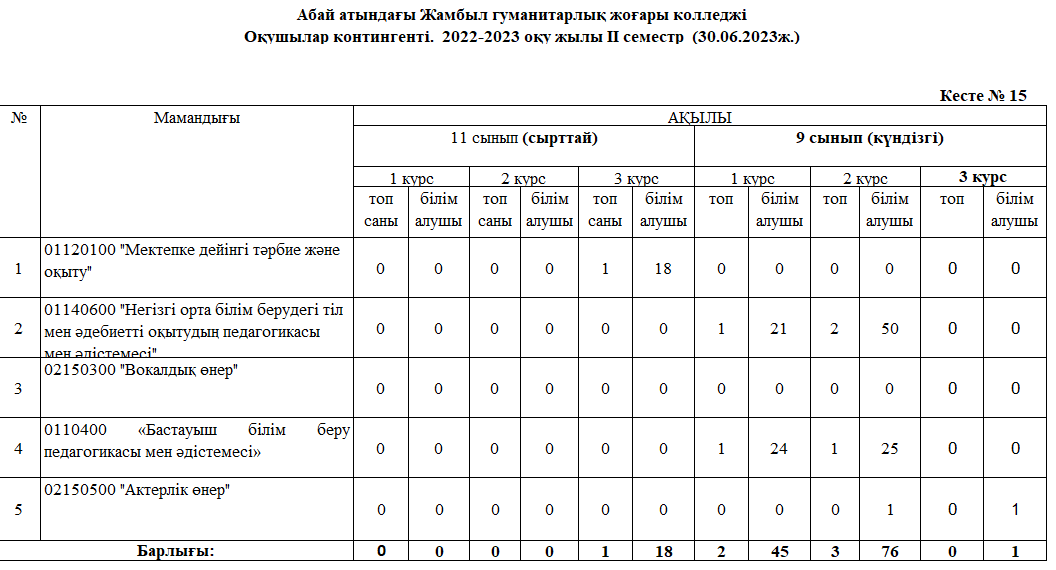 Абай атындағы Жамбыл гуманитарлық жоғары колледжі
Оқушылар контингенті. 2022-2023 оқу жылы II семестр (30.06.2023ж.)
Кесте № 15
№ Мамандығы АҚЫЛЫ
11 сынып (сырттай) 9 сынып (күндізгі)
1 курс 2 курс 3 курс 1 курс 2 курс 3 курс
топ білім топ білім топ білім топ білім топ білім топ білім
саны алушы саны алушы саны алушы алушы алушы алушы
01120100 "Мектепке дейінгі тәрбие және
1 оқыту" 0 0 0 0 1 18 0 0 0 0 0 0
01140600 "Негізгі орта білім берудегі тіл
2 мен әдебиетті оқытудың педагогикасы 0 0 0 0 0 0 1 21 2 50 0 0
мен әдістемесі"
02150300 "Вокалдық өнер"
3 0 0 0 0 0 0 0 0 0 0 0 0
0110400 «Бастауыш білім беру
4 педагогикасы мен әдістемесі» 0 0 0 0 0 0 1 24 1 25 0 0
02150500 "Актерлік өнер"
5 0 0 0 0 0 0 0 0 0 1 0 1
Барлығы: 0 0 0 0 1 18 2 45 3 76 0 1